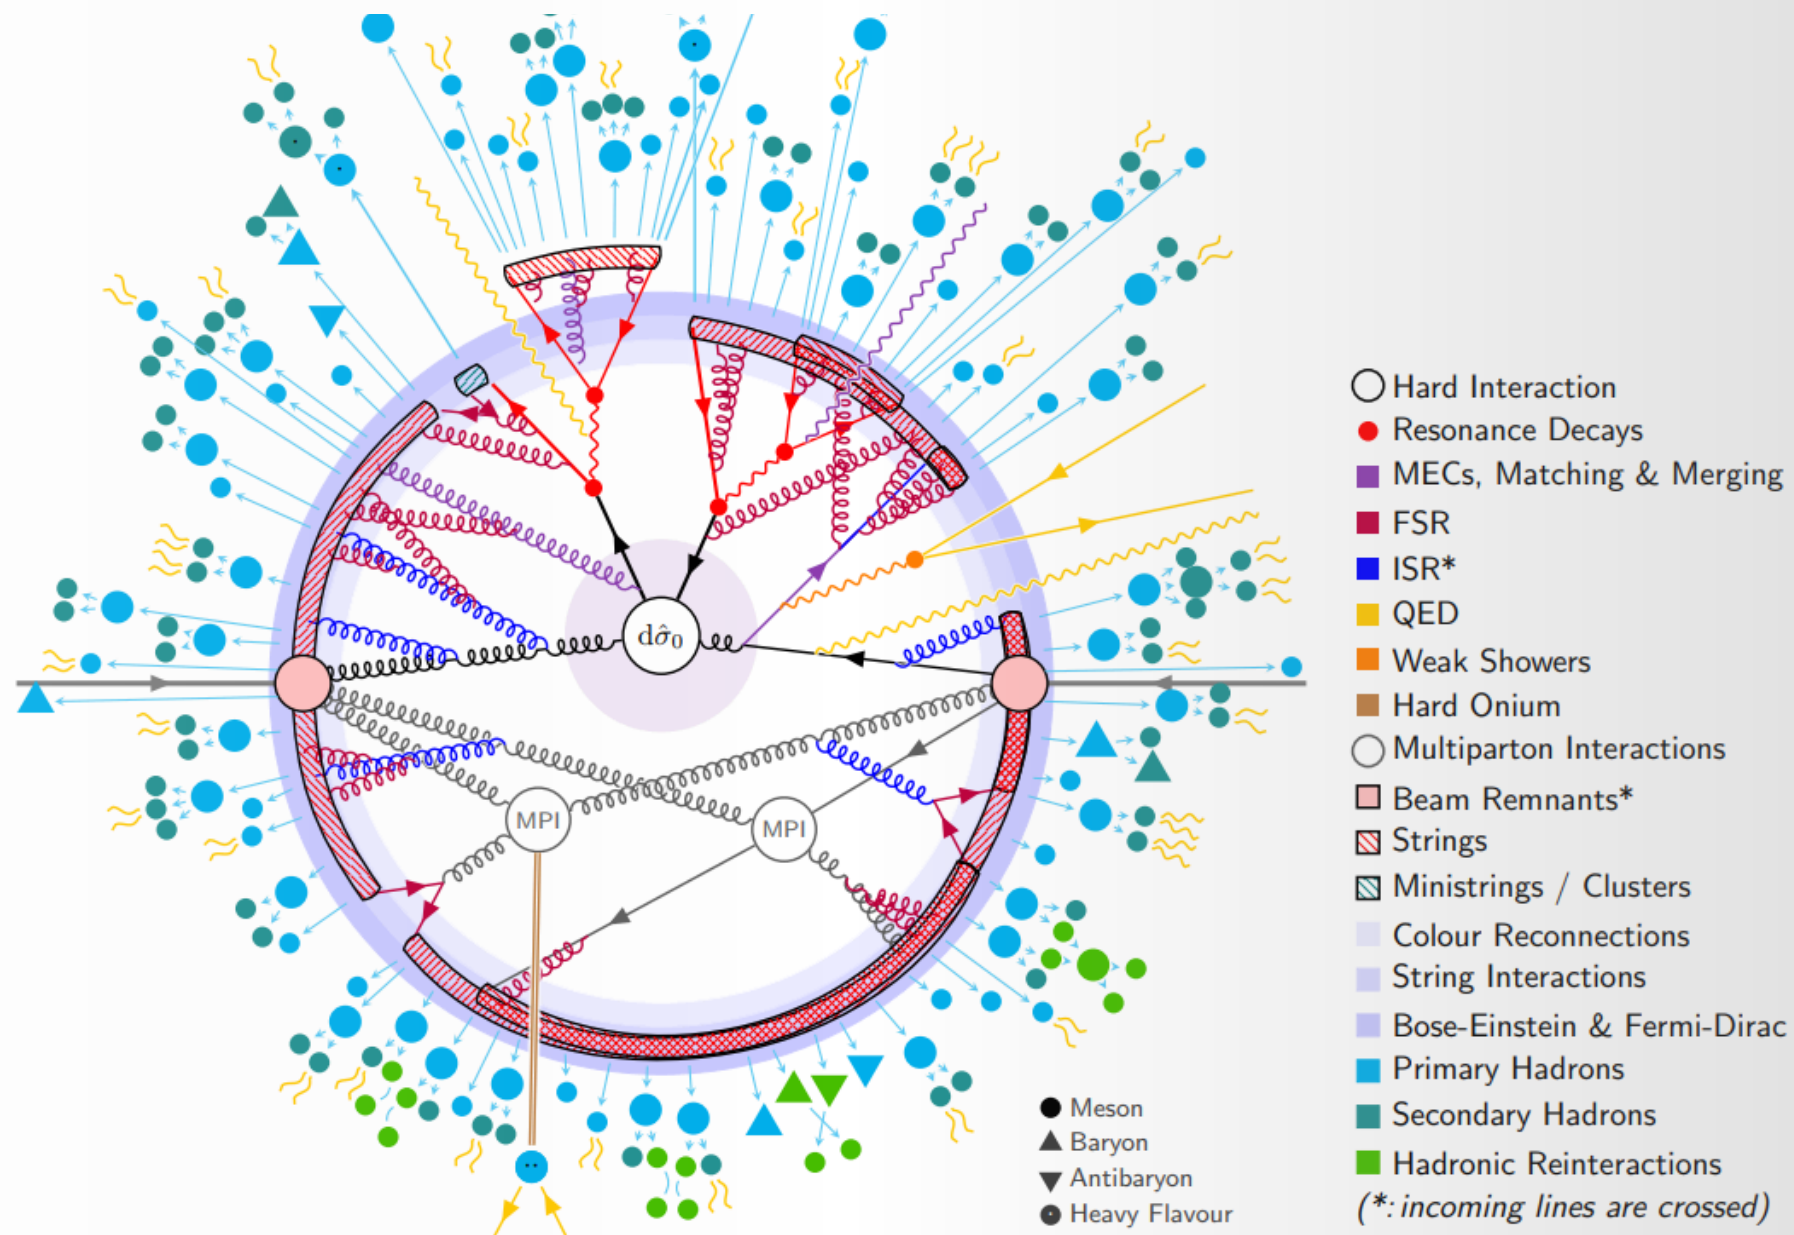 dσ̂₀
MPI
MPI
Hard Interaction
Resonance Decays
MECs, Matching & Merging
FSR
ISR*
QED
Weak Showers
Hard Onium
Multiparton Interactions
Beam Remnants*
Strings
Ministrings / Clusters
Colour Reconnections
String Interactions
Bose-Einstein & Fermi-Dirac
Primary Hadrons
Secondary Hadrons
Hadronic Reinteractions
(*: incoming lines are crossed)
Meson
Baryon
Antibaryon
Heavy Flavour